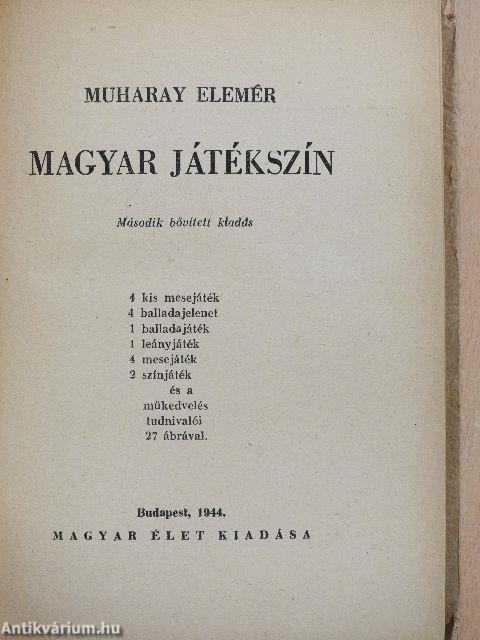 MUHARAY ELEMÉR
MAGYAR JÁTÉKSZÍN
Második bővített kiadás
4 kis mesejáték
4 balladajelenet
1 balladajáték
1 leányjáték
4 mesejáték
2 színjáték
és a
műkedvelés
tudnivalói
27 ábrával.
Budapest, 1944.
MAGYAR ÉLET KIADÁSA
Antikvárium.hu